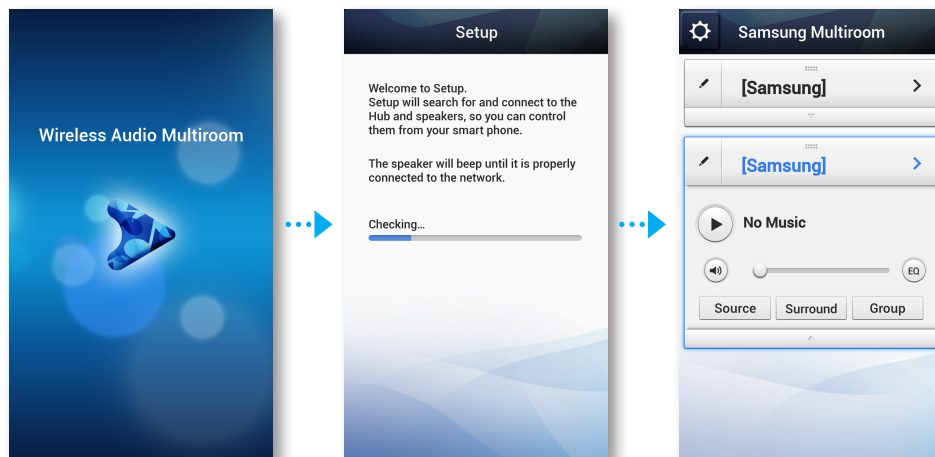 Wireless Audio Multiroom
Setup
Welcome to Setup.
Setup will search for and connect to the
Hub and speakers, so you can control
them from your smart phone.
The speaker will beep until it is properly
connected to the network.
Checking...
Samsung Multiroom
[Samsung]
[Samsung]
No Music
EQ
Source
Surround
Group